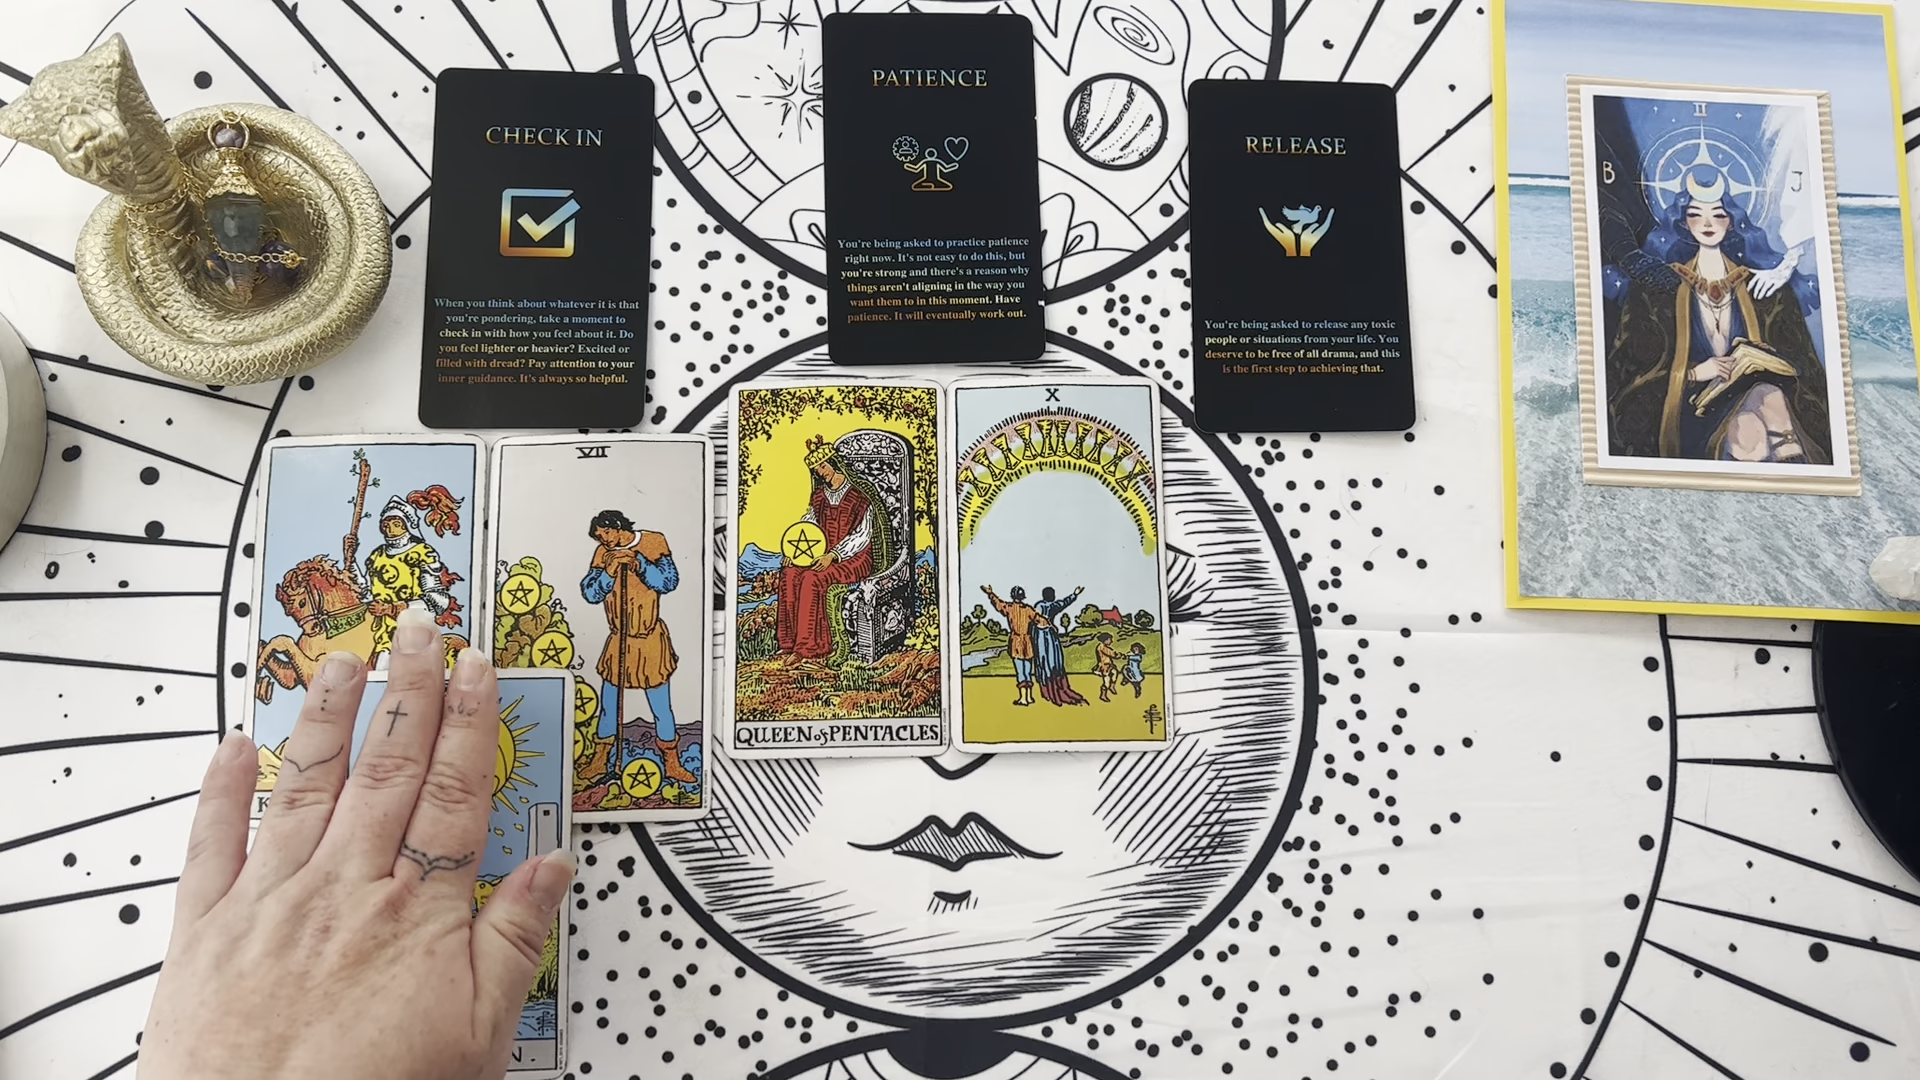 CHECK IN
When you think about whatever it is that
you're pondering, take a moment to
check in with how you feel about it. Do
you feel lighter or heavier? Excited or
filled with dread? Pay attention to your
inner guidance. It's always so helpful.
PATIENCE
You're being asked to practice patience
right now. It's not easy to do this, but
you're strong and there's a reason why
things aren't aligning in the way you
want them to in this moment. Have
patience. It will eventually work out.
RELEASE
You're being asked to release any toxic
people or situations from your life. You
deserve to be free of all drama, and this
is the first step to achieving that.
II
B J
VII
QUEEN of PENTACLES
X
K
N.